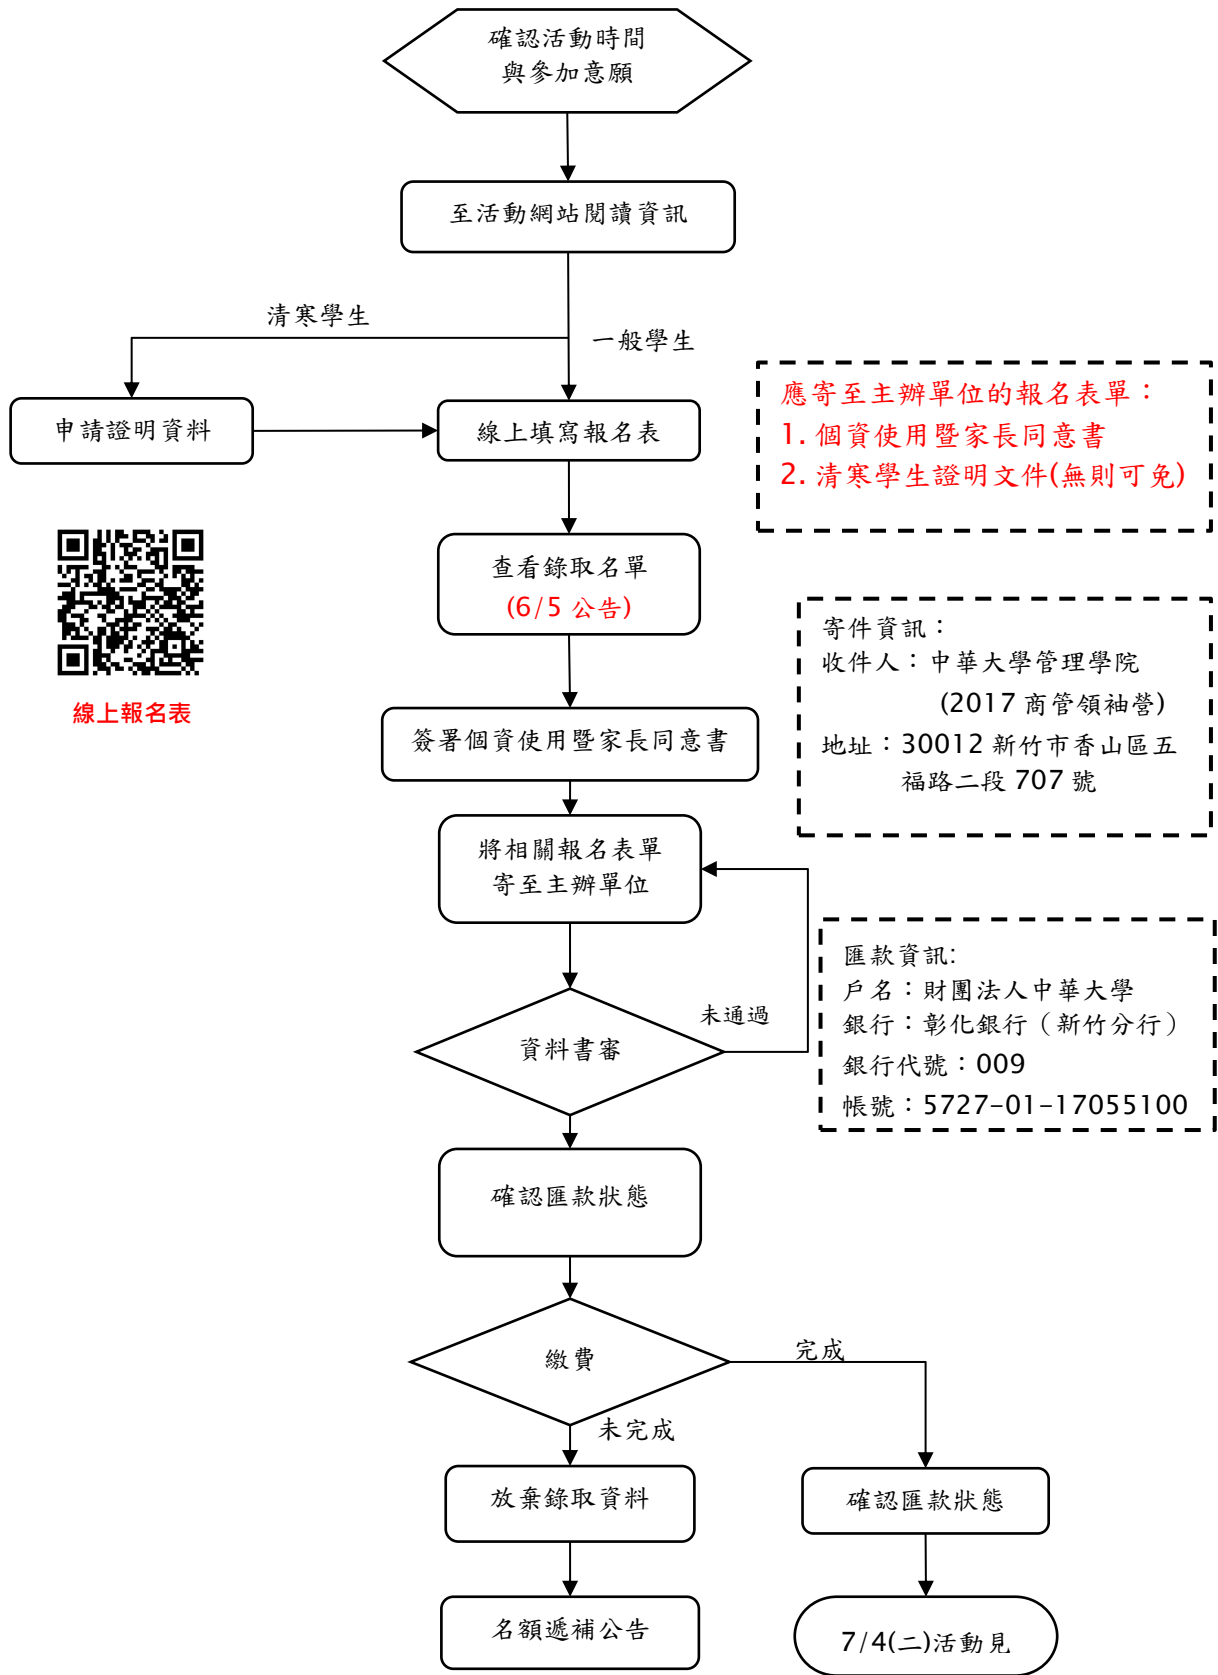 確認活動時間
與參加意願
至活動網站閱讀資訊
清寒學生
一般學生
申請證明資料
線上填寫報名表
應寄至主辦單位的報名表單：
1. 個資使用暨家長同意書
2. 清寒學生證明文件(無則可免)
線上報名表
查看錄取名單
(6/5 公告)
寄件資訊：
收件人：中華大學管理學院
(2017 商管領袖營)
地址：30012 新竹市香山區五
福路二段 707 號
簽署個資使用暨家長同意書
將相關報名表單
寄至主辦單位
匯款資訊:
戶名：財團法人中華大學
銀行：彰化銀行（新竹分行）
銀行代號：009
帳號：5727-01-17055100
未通過
資料書審
確認匯款狀態
繳費
完成
未完成
放棄錄取資料
確認匯款狀態
名額遞補公告
7/4(二)活動見